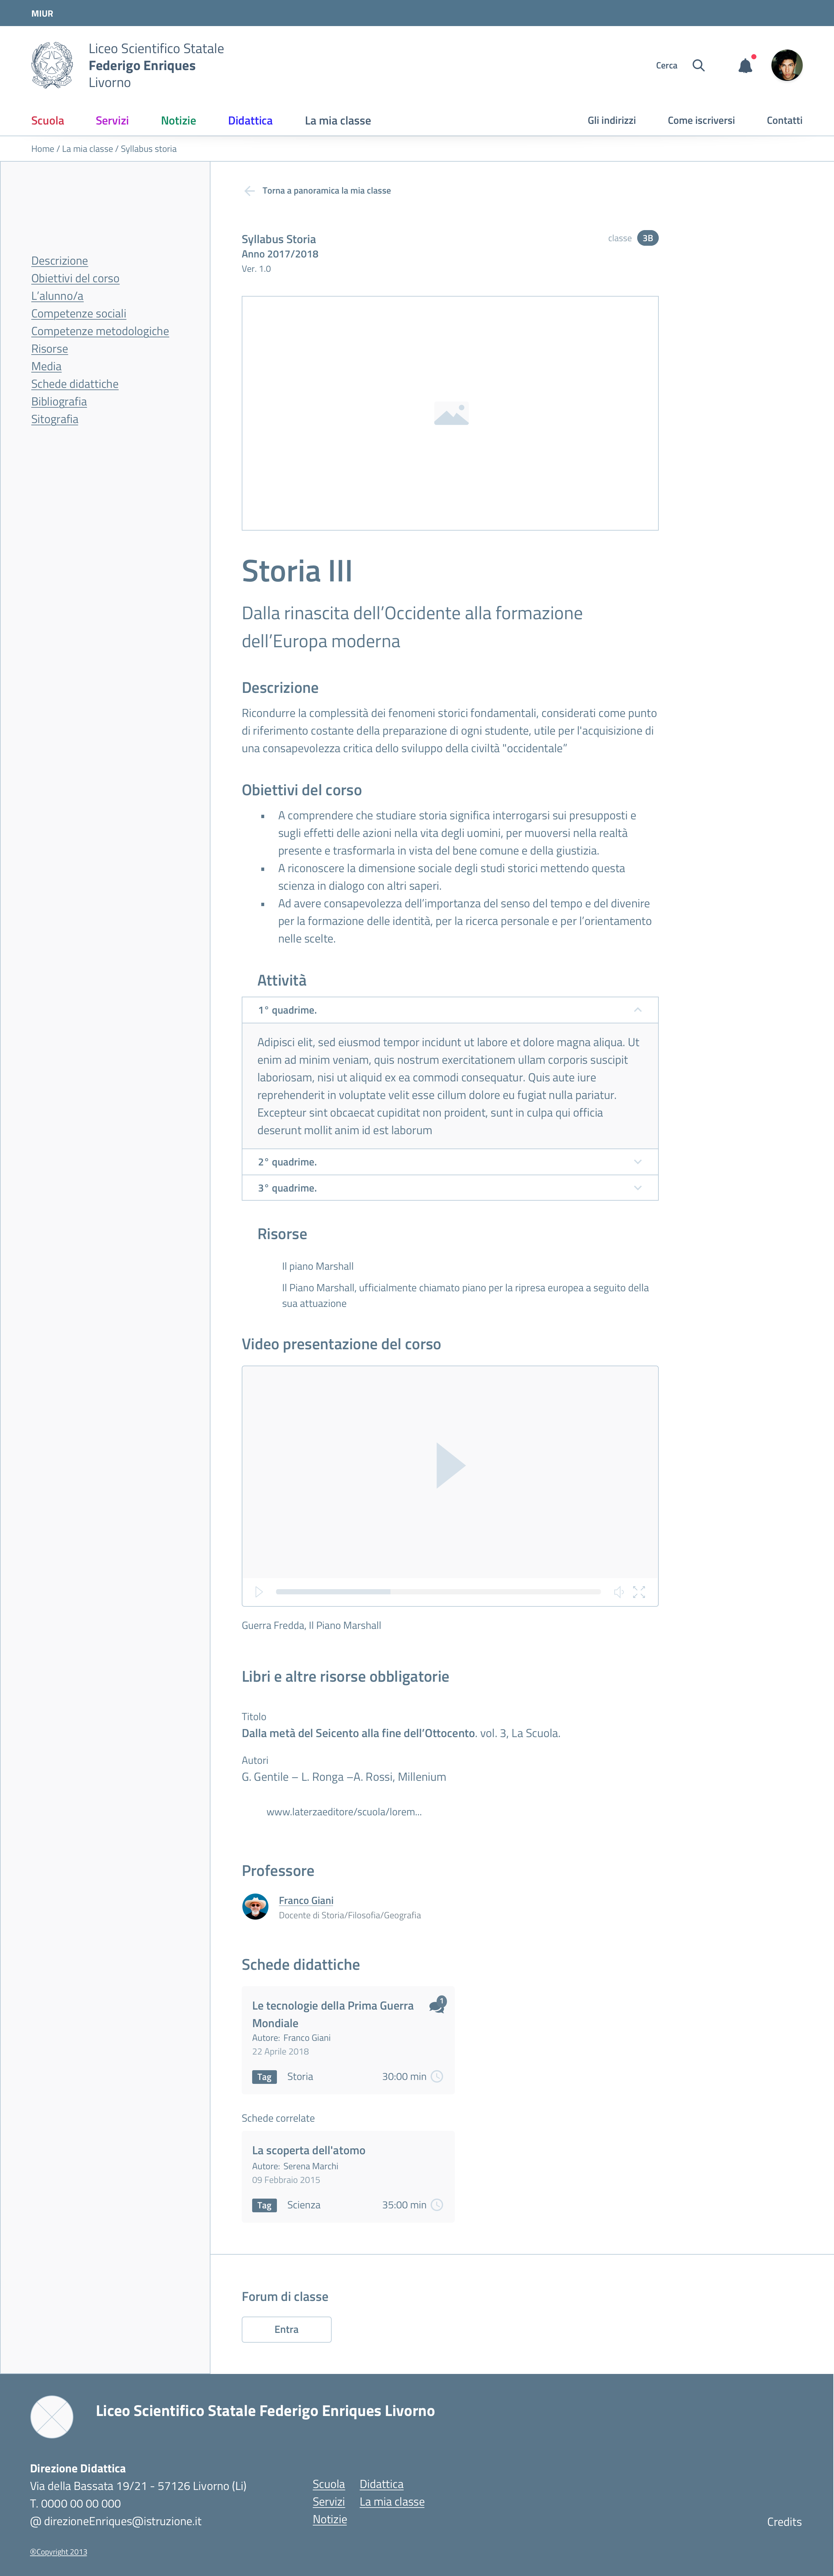 MIUR
Liceo Scientifico Statale
Federigo Enriques
Livorno
Cerca
Scuola Servizi Notizie Didattica La mia classe Gli indirizzi Come iscriversi Contatti
Home / La mia classe / Syllabus storia
Descrizione
Obiettivi del corso
L'alunno/a
Competenze sociali
Competenze metodologiche
Risorse
Media
Schede didattiche
Bibliografia
Sitografia
Torna a panoramica la mia classe
Syllabus Storia
Anno 2017/2018
Ver. 1.0
classe 3B
Storia III
Dalla rinascita dell’Occidente alla formazione
dell’Europa moderna
Descrizione
Ricondurre la complessità dei fenomeni storici fondamentali, considerati come punto
di riferimento costante della preparazione di ogni studente, utile per l'acquisizione di
una consapevolezza critica dello sviluppo della civiltà "occidentale”
Obiettivi del corso
▪ A comprendere che studiare storia significa interrogarsi sui presupposti e
sugli effetti delle azioni nella vita degli uomini, per muoversi nella realtà
presente e trasformarla in vista del bene comune e della giustizia.
▪ A riconoscere la dimensione sociale degli studi storici mettendo questa
scienza in dialogo con altri saperi.
▪ Ad avere consapevolezza dell’importanza del senso del tempo e del divenire
per la formazione delle identità, per la ricerca personale e per l’orientamento
nelle scelte.
Attività
1° quadrime.
Adipisci elit, sed eiusmod tempor incidunt ut labore et dolore magna aliqua. Ut
enim ad minim veniam, quis nostrum exercitationem ullam corporis suscipit
laboriosam, nisi ut aliquid ex ea commodi consequatur. Quis aute iure
reprehenderit in voluptate velit esse cillum dolore eu fugiat nulla pariatur.
Excepteur sint obcaecat cupiditat non proident, sunt in culpa qui officia
deserunt mollit anim id est laborum
2° quadrime.
3° quadrime.
Risorse
Il piano Marshall
Il Piano Marshall, ufficialmente chiamato piano per la ripresa europea a seguito della
sua attuazione
Video presentazione del corso
Guerra Fredda, Il Piano Marshall
Libri e altre risorse obbligatorie
Titolo
Dalla metà del Seicento alla fine dell’Ottocento. vol. 3, La Scuola.
Autori
G. Gentile – L. Ronga –A. Rossi, Millenium
www.laterzaeditore/scuola/lorem...
Professore
Franco Giani
Docente di Storia/Filosofia/Geografia
Schede didattiche
Le tecnologie della Prima Guerra
Mondiale
1
Autore: Franco Giani
22 Aprile 2018
Tag Storia 30:00 min
Schede correlate
La scoperta dell'atomo
Autore: Serena Marchi
09 Febbraio 2015
Tag Scienza 35:00 min
Forum di classe
Entra
Liceo Scientifico Statale Federigo Enriques Livorno
Direzione Didattica
Via della Bassata 19/21 - 57126 Livorno (Li)
T. 0000 00 00 000
@ direzioneEnriques@istruzione.it
Scuola Didattica
Servizi La mia classe
Notizie
Credits
®Copyright 2013